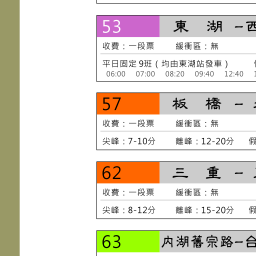 53 東 湖 -西
收費：一段票 緩衝區：無
平日固定 9班（均由東湖站發車）
06:00 07:00 08:20 09:40 12:40
57 板 橋 -
收費：一段票 緩衝區：無
尖峰：7-10分 離峰：12-20分 假
62 三 重 -
收費：一段票 緩衝區：無
尖峰：8-12分 離峰：15-20分 假
63 內湖舊宗路-台